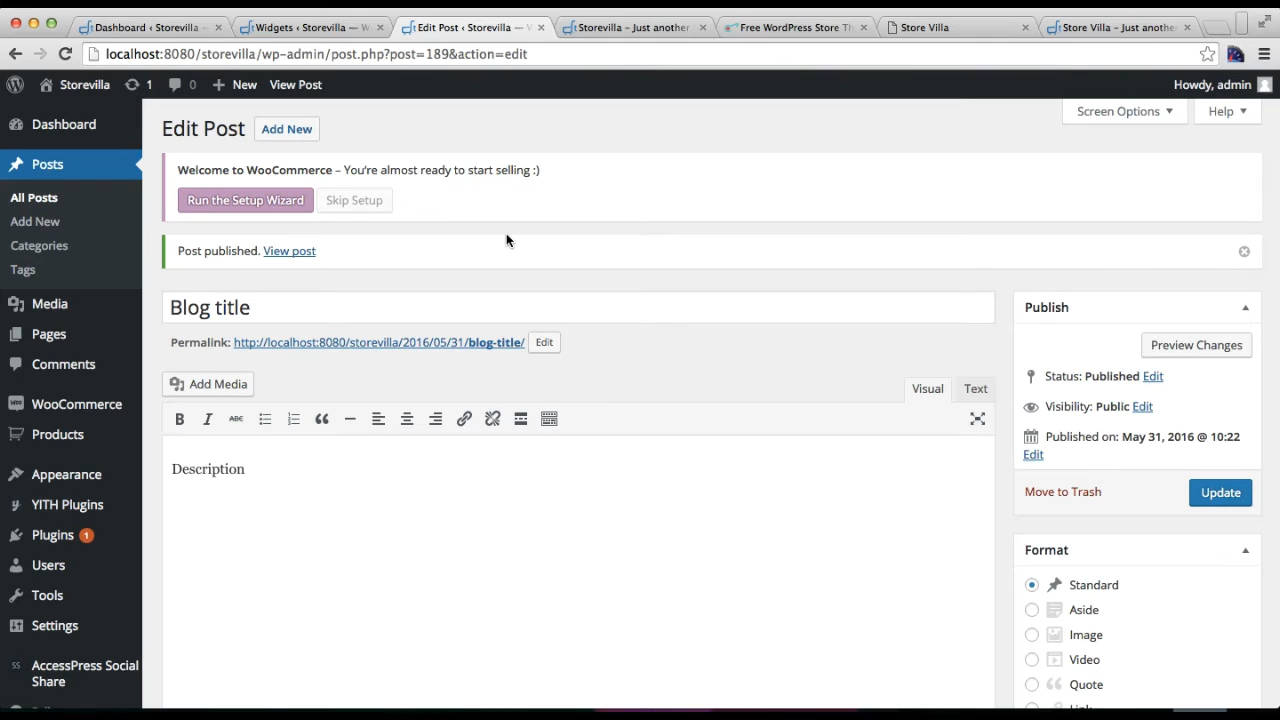 Dashboard ‹ Storevilla —
Widgets ‹ Storevilla — W
Edit Post ‹ Storevilla — V
Storevilla – Just another
Free WordPress Store Th
Store Villa
Store Villa – Just anothe
localhost:8080/storevilla/wp-admin/post.php?post=189&action=edit
Storevilla 1 0 New View Post Howdy, admin
Screen Options Help
Dashboard
Posts
All Posts
Add New
Categories
Tags
Media
Pages
Comments
WooCommerce
Products
Appearance
YITH Plugins
Plugins 1
Users
Tools
Settings
AccessPress Social
Share
Edit Post Add New
Welcome to WooCommerce – You‘re almost ready to start selling :)
Run the Setup Wizard Skip Setup
Post published. View post
Blog title
Permalink: http://localhost:8080/storevilla/2016/05/31/blog-title/ Edit
Add Media Visual Text
B I ABC
Description
Publish
Preview Changes
Status: Published Edit
Visibility: Public Edit
Published on: May 31, 2016 @ 10:22
Edit
Move to Trash Update
Format
Standard
Aside
Image
Video
Quote